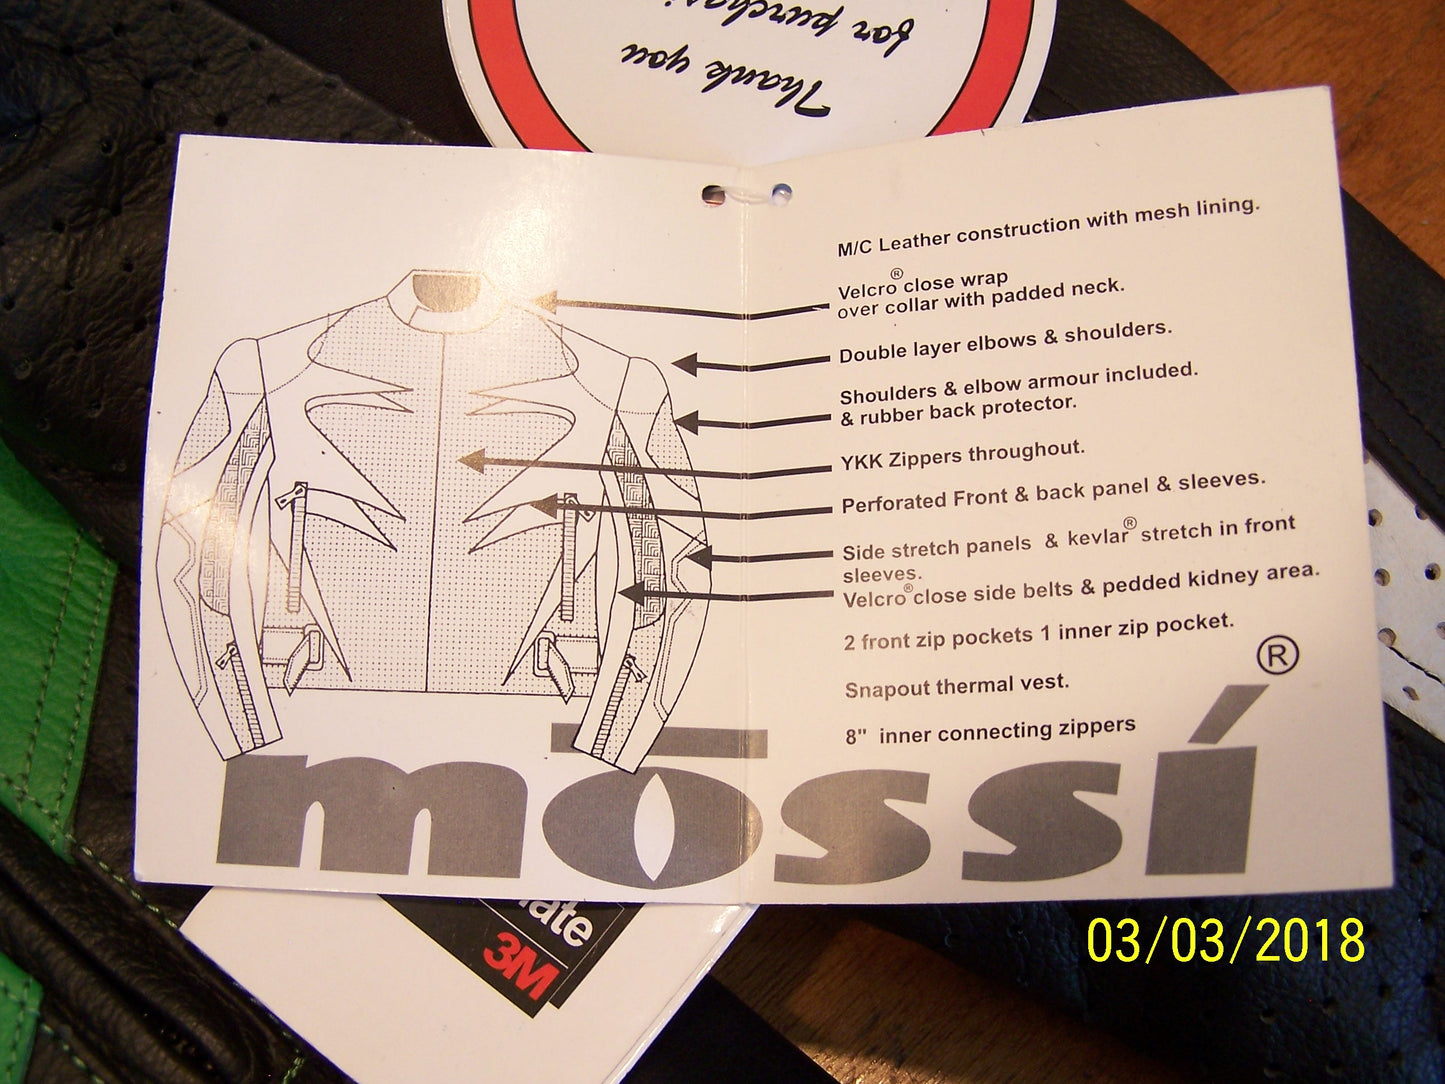 Thank you
for
M/C Leather construction with mesh lining.
Velcro® close wrap
over collar with padded neck.
Double layer elbows & shoulders.
Shoulders & elbow armour included.
& rubber back protector.
YKK Zippers throughout.
Perforated Front & back panel & sleeves.
Side stretch panels & kevlar® stretch in front
sleeves.
Velcro® close side belts & pedded kidney area.
2 front zip pockets 1 inner zip pocket.
Snapout thermal vest.
8" inner connecting zippers
mōssí®
3M
03/03/2018